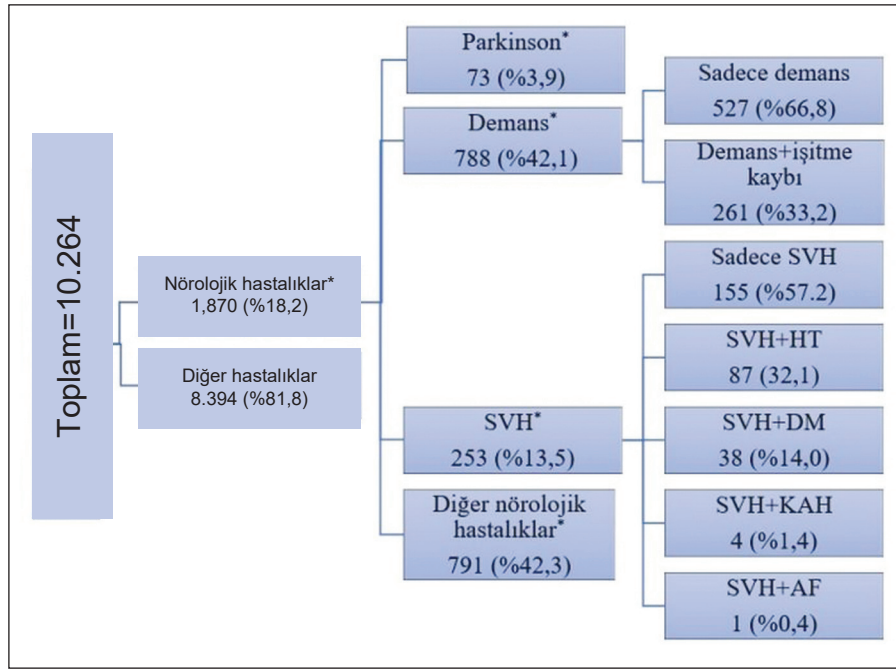 Toplam=10.264
Nörolojik hastalıklar*
1,870 (%18,2)
Diğer hastalıklar
8.394 (%81,8)
Parkinson*
73 (%3,9)
Demans*
788 (%42,1)
SVH*
253 (%13,5)
Diğer nörolojik
hastalıklar*
791 (%42,3)
Sadece demans
527 (%66,8)
Demans+işitme
kaybı
261 (%33,2)
Sadece SVH
155 (%57.2)
SVH+HT
87 (32,1)
SVH+DM
38 (%14,0)
SVH+KAH
4 (%1,4)
SVH+AF
1 (%0,4)